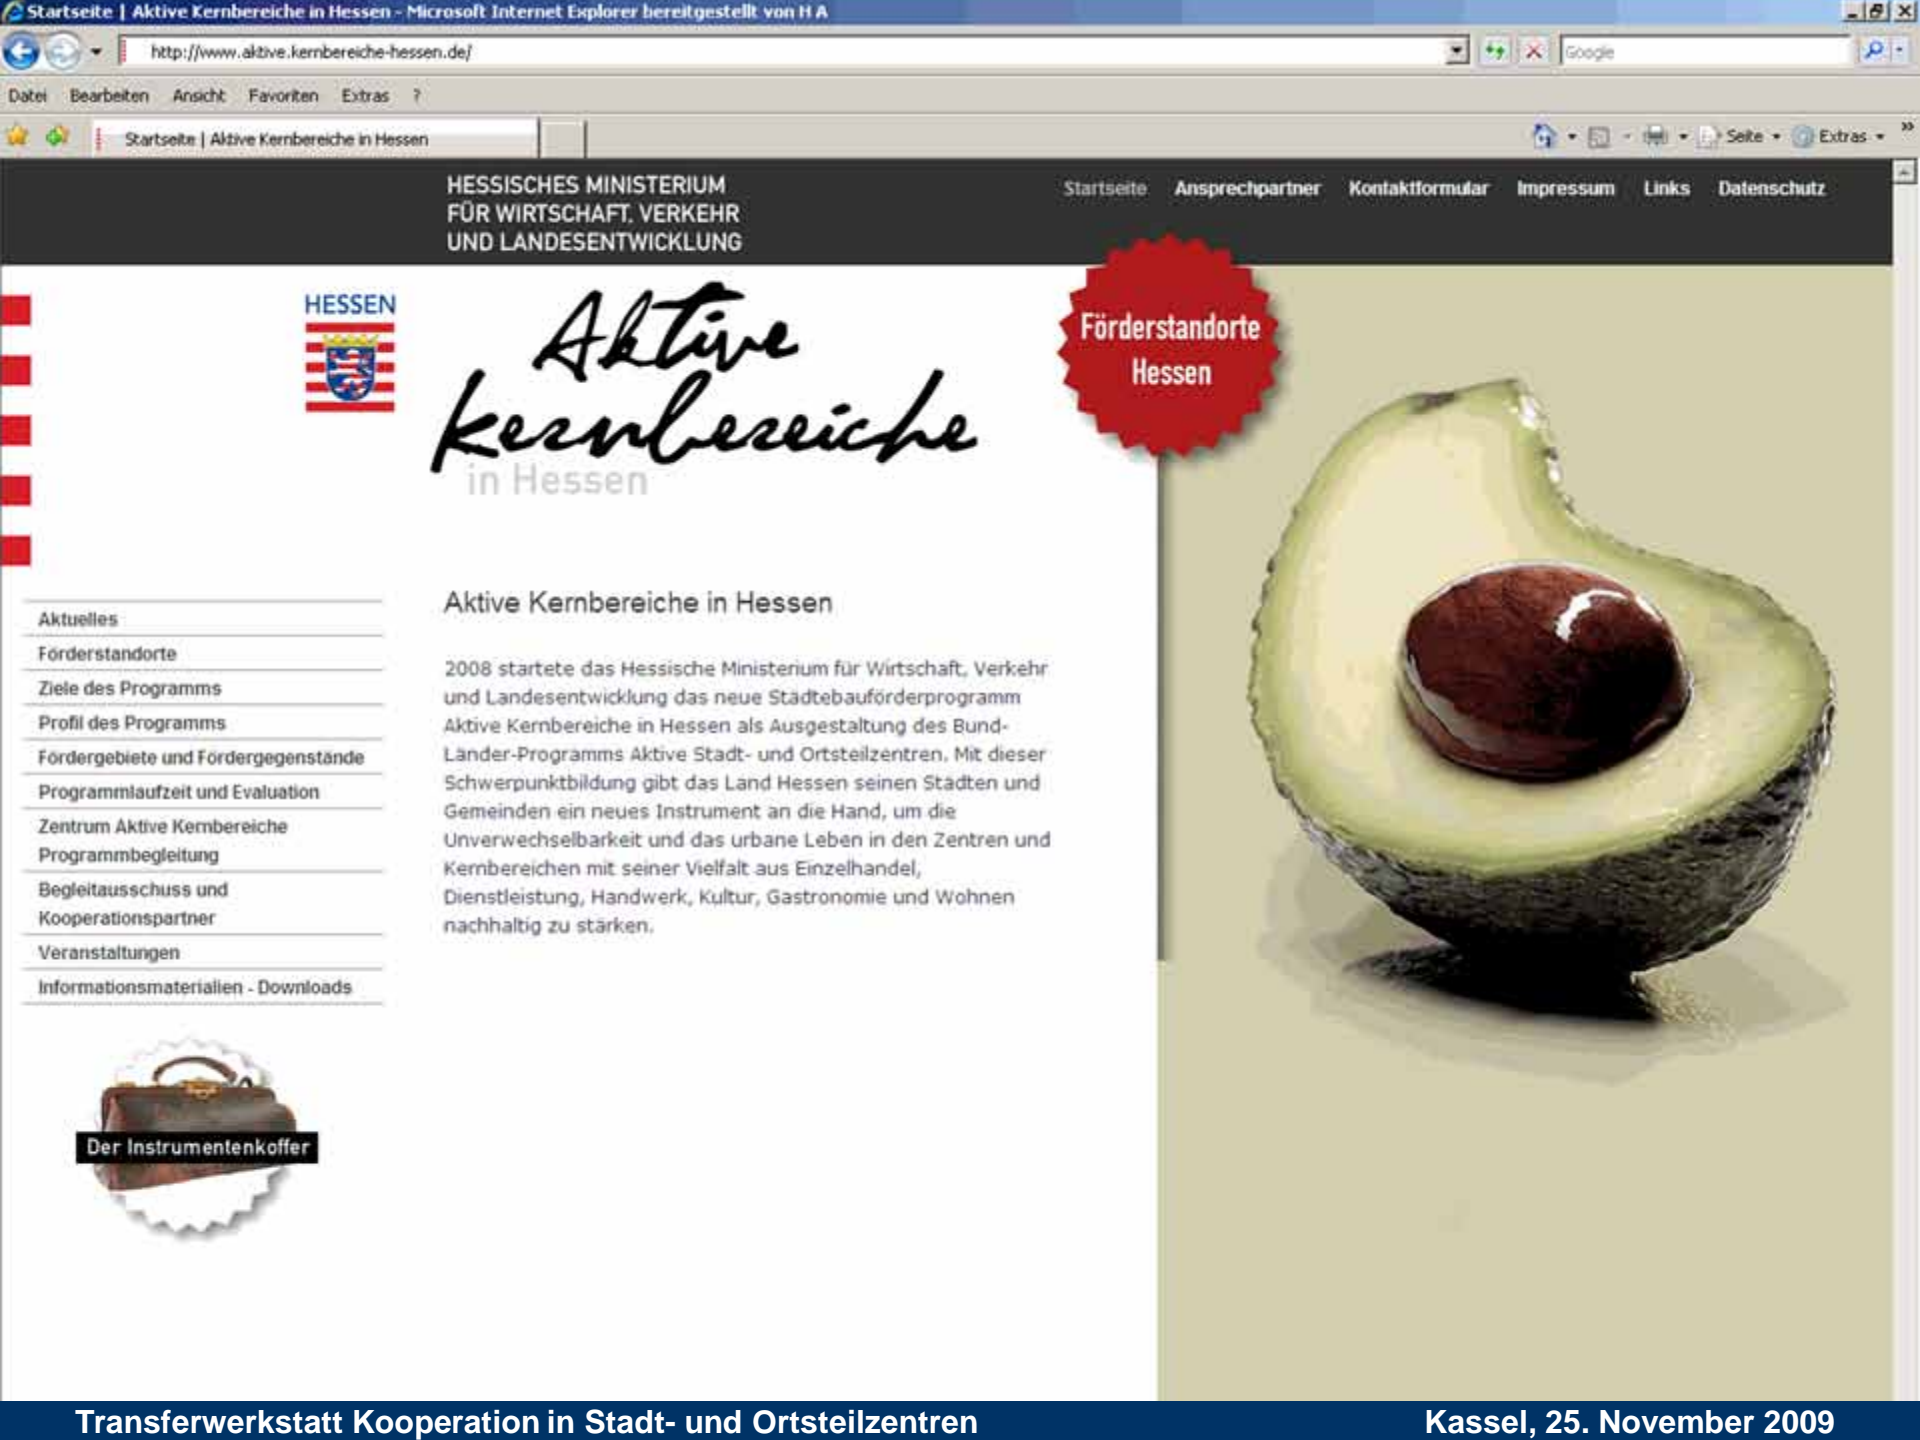 Startseite | Aktive Kernbereiche in Hessen - Microsoft Internet Explorer bereitgestellt von H A
http://www.aktive.kernbereiche-hessen.de/
Google
Datei Bearbeiten Ansicht Favoriten Extras ?
Startseite | Aktive Kernbereiche in Hessen
Seite Extras »
HESSISCHES MINISTERIUM
FÜR WIRTSCHAFT, VERKEHR
UND LANDESENTWICKLUNG
Startseite Ansprechpartner Kontaktformular Impressum Links Datenschutz
HESSEN
Aktive
kernbereiche
in Hessen
Förderstandorte
Hessen
Aktuelles
Förderstandorte
Ziele des Programms
Profil des Programms
Fördergebiete und Fördergegenstände
Programmlaufzeit und Evaluation
Zentrum Aktive Kernbereiche
Programmbegleitung
Begleitausschuss und
Kooperationspartner
Veranstaltungen
Informationsmaterialien - Downloads
Der Instrumentenkoffer
Aktive Kernbereiche in Hessen
2008 startete das Hessische Ministerium für Wirtschaft, Verkehr
und Landesentwicklung das neue Städtebauförderprogramm
Aktive Kernbereiche in Hessen als Ausgestaltung des Bund-
Länder-Programms Aktive Stadt- und Ortsteilzentren. Mit dieser
Schwerpunktbildung gibt das Land Hessen seinen Städten und
Gemeinden ein neues Instrument an die Hand, um die
Unverwechselbarkeit und das urbane Leben in den Zentren und
Kernbereichen mit seiner Vielfalt aus Einzelhandel,
Dienstleistung, Handwerk, Kultur, Gastronomie und Wohnen
nachhaltig zu stärken.
Transferwerkstatt Kooperation in Stadt- und Ortsteilzentren
Kassel, 25. November 2009